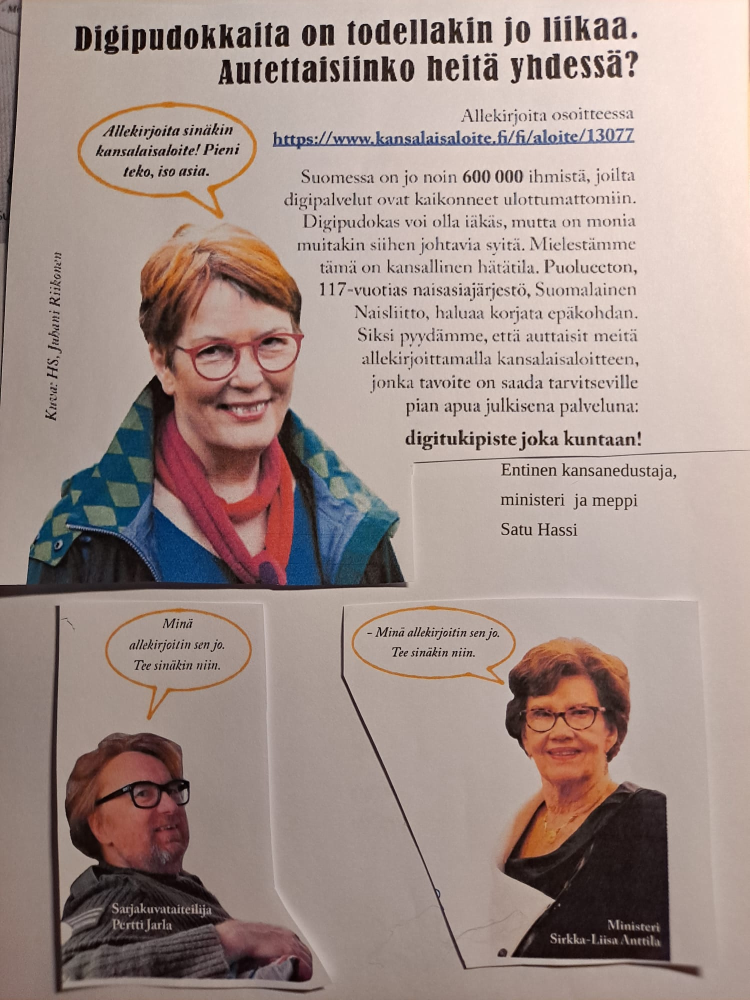 Digipudokkaita on todellakin jo liikaa.
Autettaisiinko heitä yhdessä?
Allekirjoita sinäkin
kansalaisaloite! Pieni
teko, iso asia.
Allekirjoita osoitteessa
https://www.kansalaisaloite.fi/fi/aloite/13077
Suomessa on jo noin 600 000 ihmistä, joilta
digipalvelut ovat kaikonneet ulottumattomiin.
Digipudokas voi olla iäkäs, mutta on monia
muitakin siihen johtavia syitä. Mielestämme
tämä on kansallinen hätätila. Puolueeton,
117-vuotias naisasiajärjestö, Suomalainen
Naisliitto, haluaa korjata epäkohdan.
Siksi pyydämme, että auttaisit meitä
allekirjoittamalla kansalaisaloitteen,
jonka tavoite on saada tarvitseville
pian apua julkisena palveluna:
digitukipiste joka kuntaan!
Kuva: HS, Juhani Riikonen
Entinen kansanedustaja,
ministeri ja meppi
Satu Hassi
Minä
allekirjoitin sen jo.
Tee sinäkin niin.
Sarjakuvataiteilija
Pertti Jarla
- Minä allekirjoitin sen jo.
Tee sinäkin niin.
Ministeri
Sirkka-Liisa Anttila